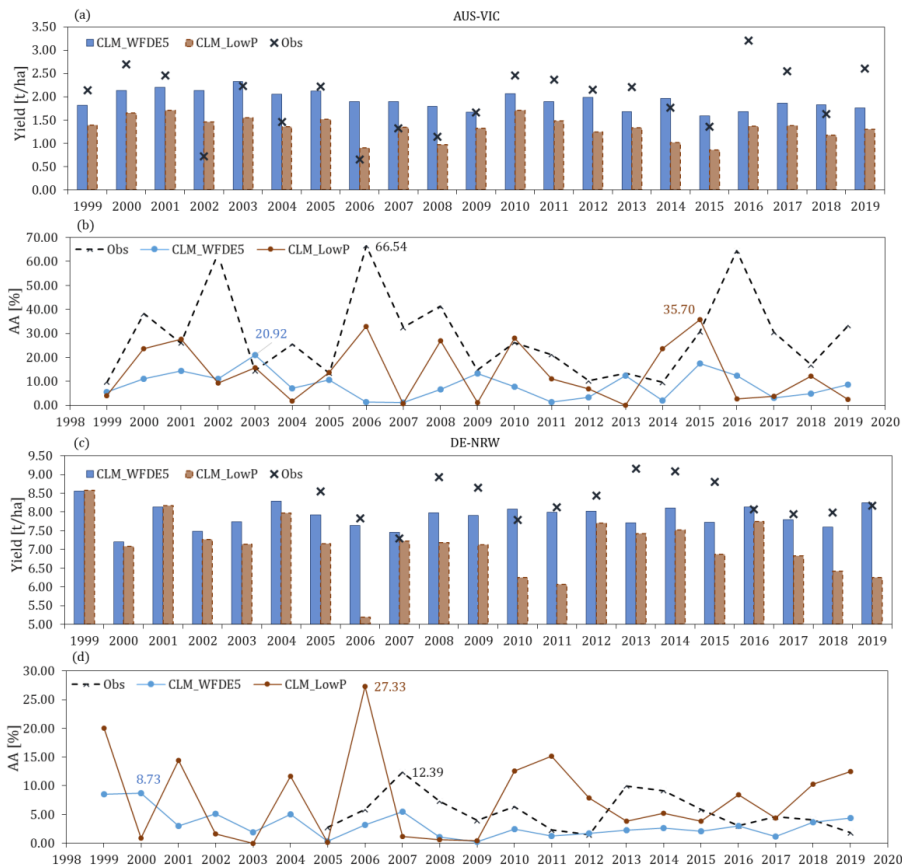 (a)
AUS-VIC
3.50
3.00
2.50
2.00
1.50
1.00
0.50
0.00
Yield [t/ha]
CLM_WFDE5 CLM_LowP Obs
1999 2000 2001 2002 2003 2004 2005 2006 2007 2008 2009 2010 2011 2012 2013 2014 2015 2016 2017 2018 2019
(b)
70.00
60.00
50.00
40.00
30.00
20.00
10.00
0.00
AA [%]
Obs CLM_WFDE5 CLM_LowP
66.54
20.92
35.70
1998 1999 2000 2001 2002 2003 2004 2005 2006 2007 2008 2009 2010 2011 2012 2013 2014 2015 2016 2017 2018 2019 2020
(c)
DE-NRW
9.50
9.00
8.50
8.00
7.50
7.00
6.50
6.00
5.50
5.00
Yield [t/ha]
CLM_WFDE5 CLM_LowP Obs
1999 2000 2001 2002 2003 2004 2005 2006 2007 2008 2009 2010 2011 2012 2013 2014 2015 2016 2017 2018 2019
(d)
30.00
25.00
20.00
15.00
10.00
5.00
0.00
AA [%]
Obs CLM_WFDE5 CLM_LowP
27.33
8.73
12.39
1998 1999 2000 2001 2002 2003 2004 2005 2006 2007 2008 2009 2010 2011 2012 2013 2014 2015 2016 2017 2018 2019 2020